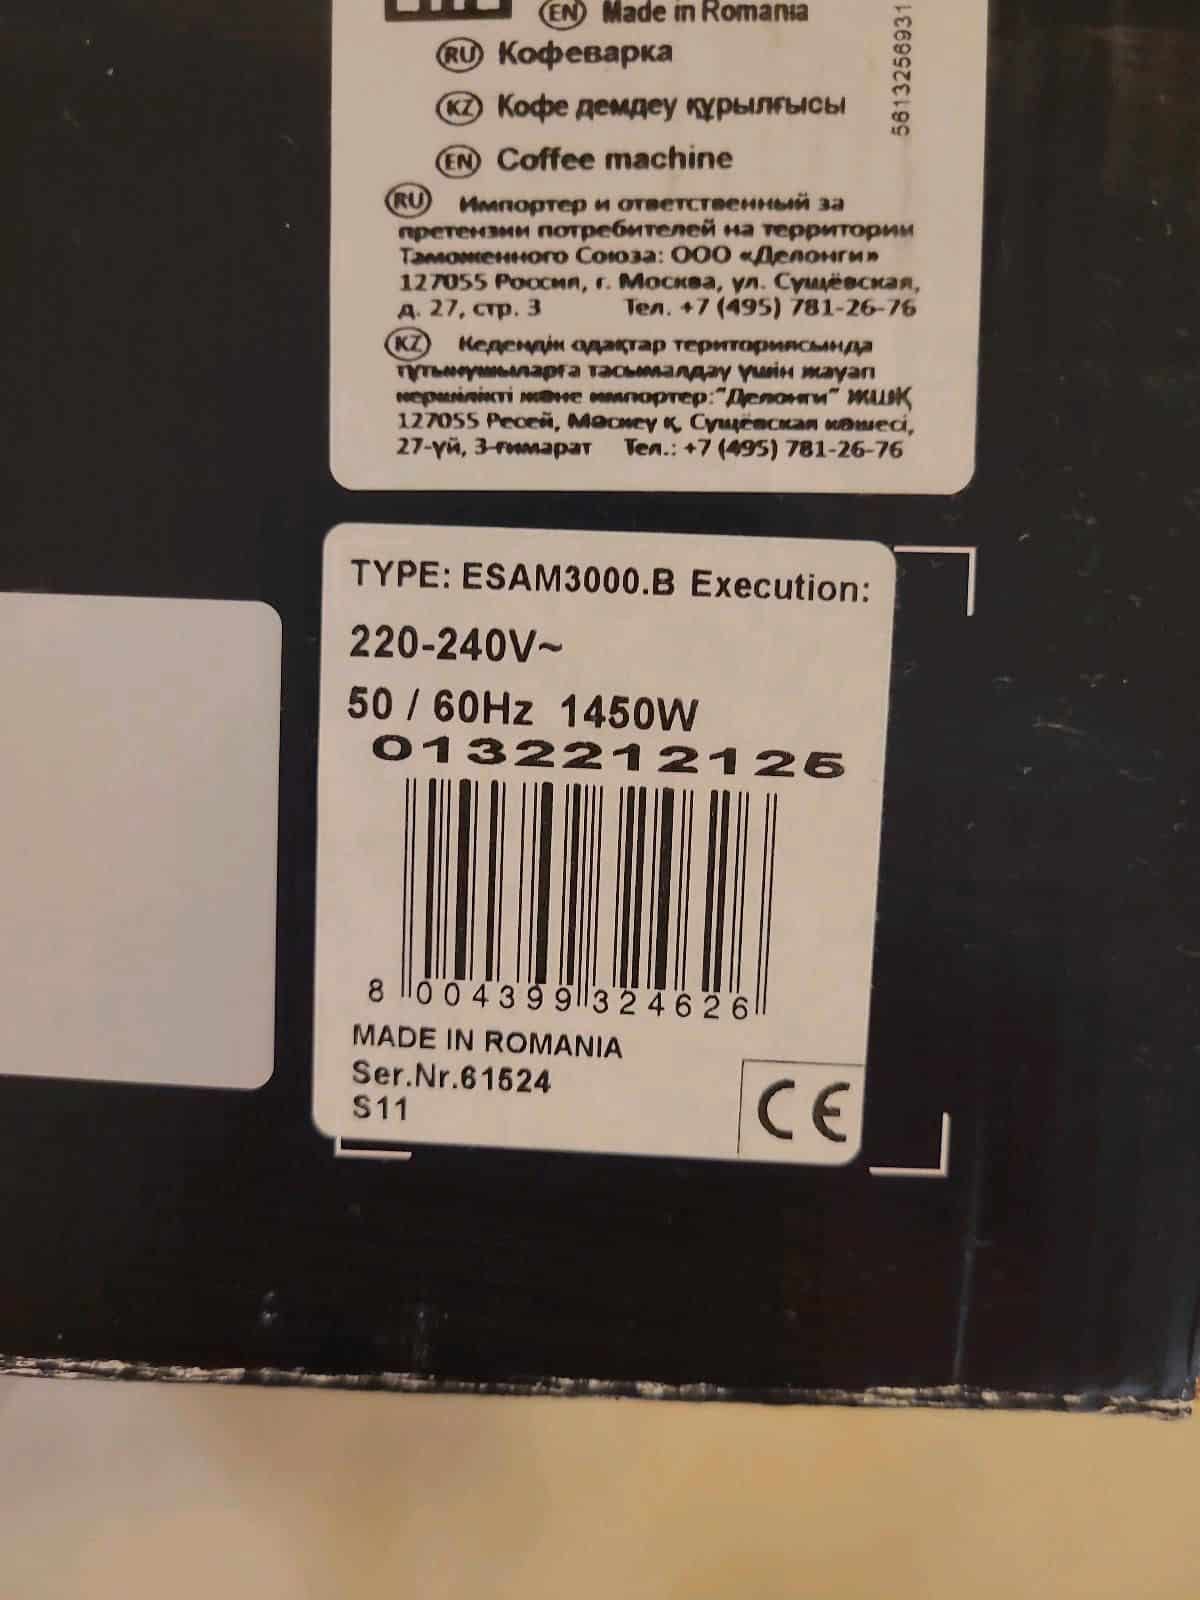 EN Made in Romania
RU Кофеварка
KZ Кофе демдеу құрылғысы
EN Coffee machine
5613256931
RU Импортер и ответственный за
претензии потребителей на территории
Таможенного Союза: ООО «Делонги»
127055 Россия, г. Москва, ул. Сущёвская,
д. 27, стр. 3 Тел. +7 (495) 781-26-76
KZ Кедендік одақтар территориясында
тұтынушыларға тасымалдау үшін жауап
және импортер:"Делонги" ЖШҚ
127055 Ресей, Мәскеу қ, Сущёвская көшесі,
27-үй, 3-ғимарат Тел.: +7 (495) 781-26-76
TYPE: ESAM3000.B Execution:
220-240V~
50 / 60Hz 1450W
0132212125
8 004399 324626
MADE IN ROMANIA
Ser.Nr.61524
S11
CE